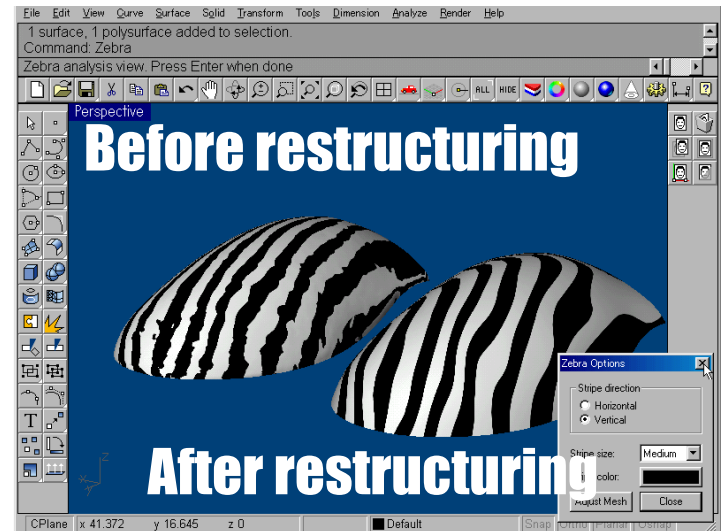 File Edit View Curve Surface Solid Transform Tools Dimension Analyze Render Help
1 surface, 1 polysurface added to selection.
Command: Zebra
Zebra analysis view. Press Enter when done
ALL HIDE
Perspective
Before restructuring
Zebra Options
Stripe direction
Horizontal
Vertical
Stripe size: Medium
color:
Adjust Mesh Close
After restructuring
T
z
x
y
CPlane x 41.372 y 16.645 z 0 Default Snap Ortho Planar Osnap